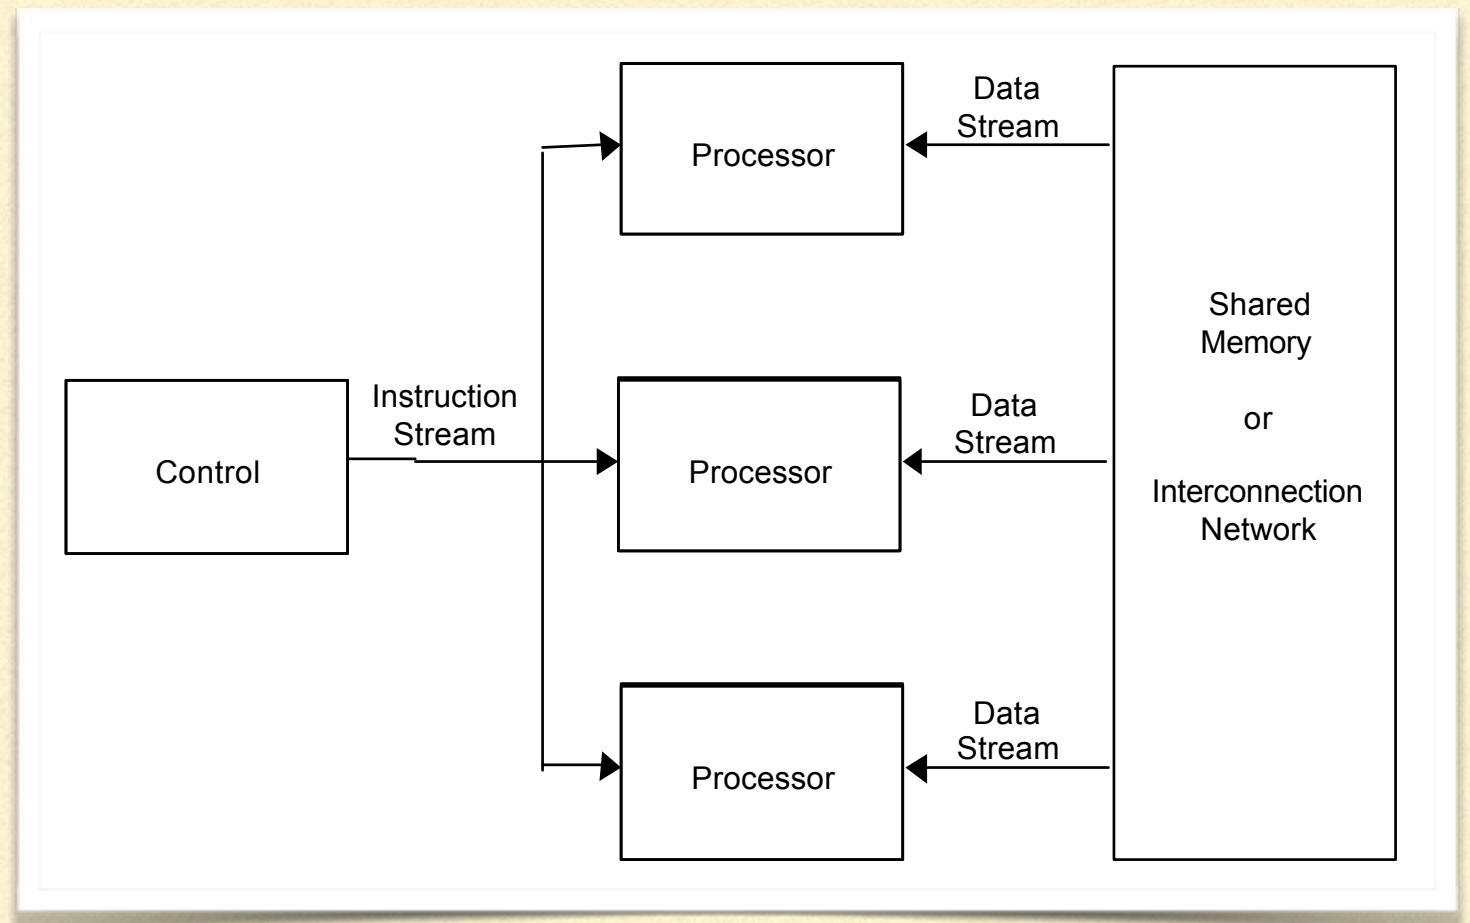 Processor
Data
Stream
Shared
Memory
or
Interconnection
Network
Control
Instruction
Stream
Processor
Data
Stream
Processor
Data
Stream